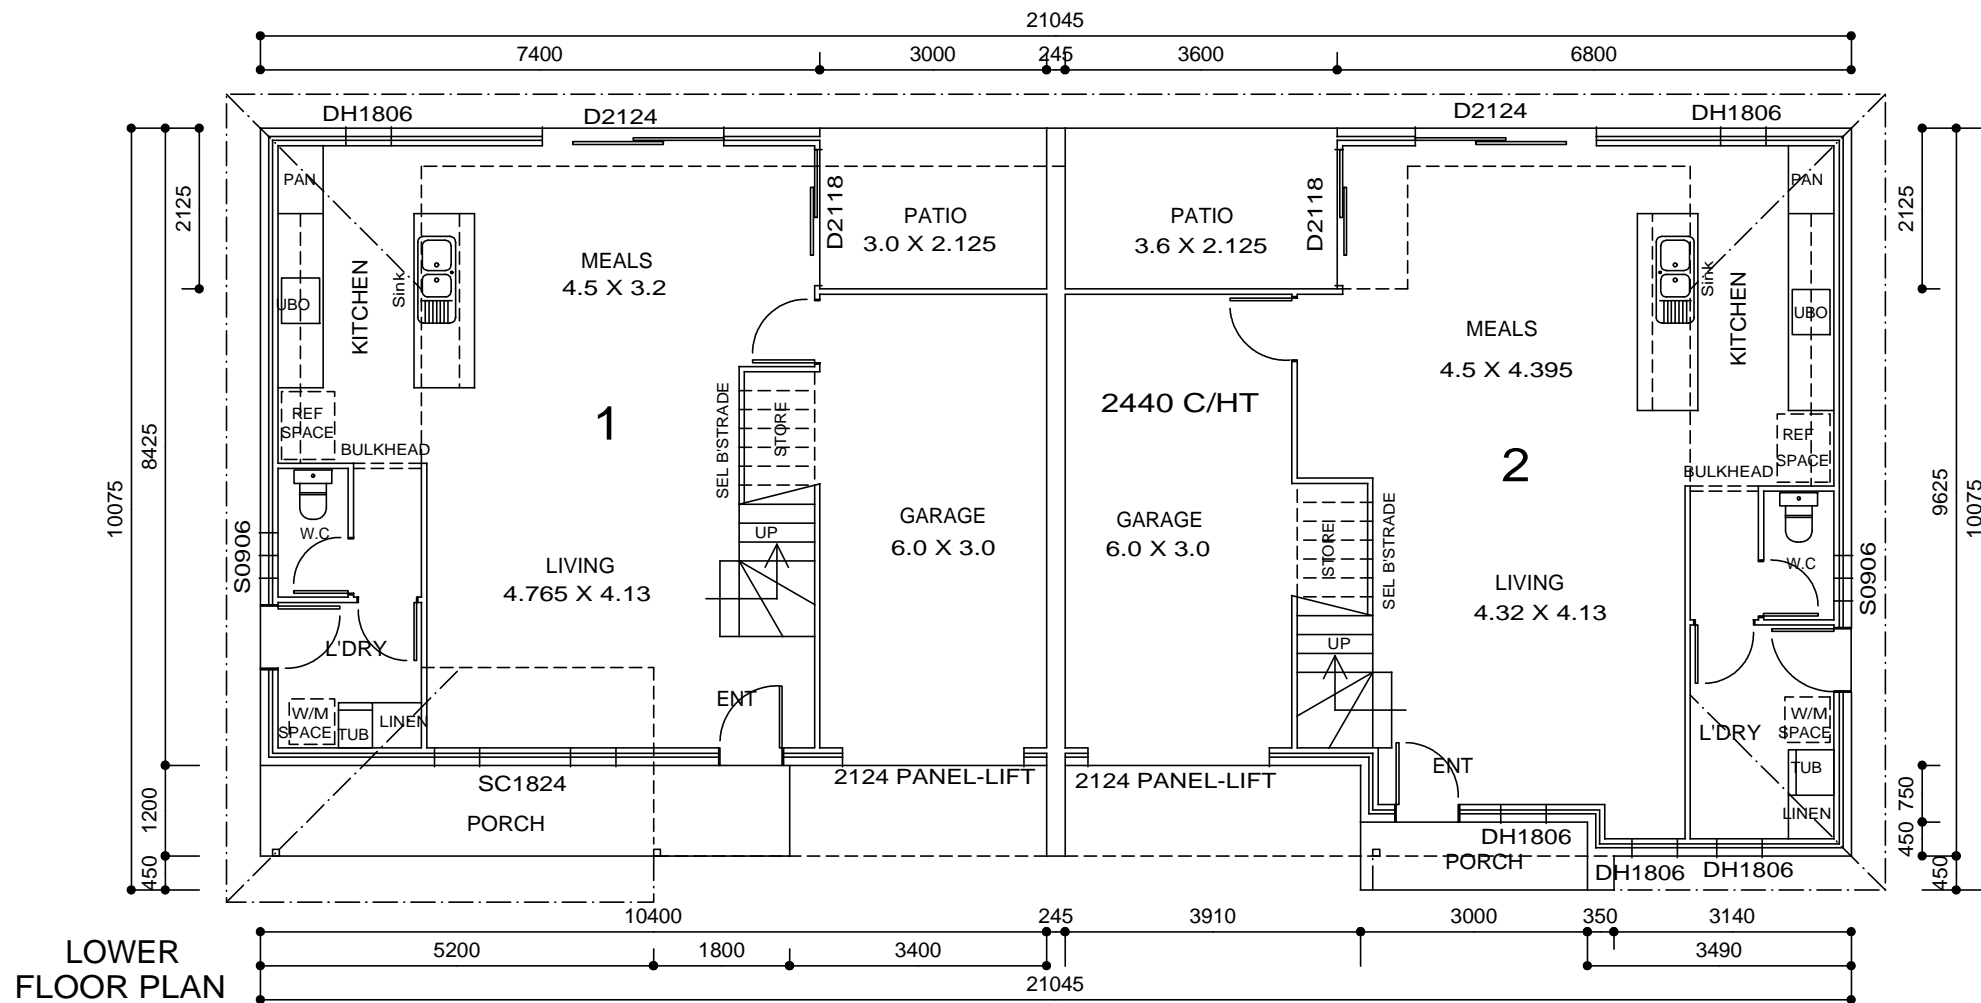 21045
7400 3000 245 3600 6800
DH1806 D2124 D2124 DH1806
PAN PAN
2125 2125
D2118 D2118
PATIO
3.0 X 2.125
PATIO
3.6 X 2.125
MEALS
4.5 X 3.2
Sink
KITCHEN
UBO
Sink
KITCHEN
UBO
MEALS
4.5 X 4.395
2440 C/HT
1
2
REF
SPACE
BULKHEAD
SEL B'STRADE
STORE
REF
SPACE
BULKHEAD
8425
10075
9625
10075
GARAGE
6.0 X 3.0
GARAGE
6.0 X 3.0
STORE
SEL B'STRADE
W.C
S0906
UP
W.C
S0906
LIVING
4.765 X 4.13
LIVING
4.32 X 4.13
L'DRY
UP
ENT
W/M
SPACE
TUB
LINEN
L'DRY
W/M
SPACE
TUB
LINEN
ENT
SC1824
2124 PANEL-LIFT
2124 PANEL-LIFT
PORCH
DH1806
PORCH
DH1806
DH1806
1200
450
750
450
450
10400 245 3910 3000 350 3140
5200 1800 3400 3490
21045
LOWER
FLOOR PLAN